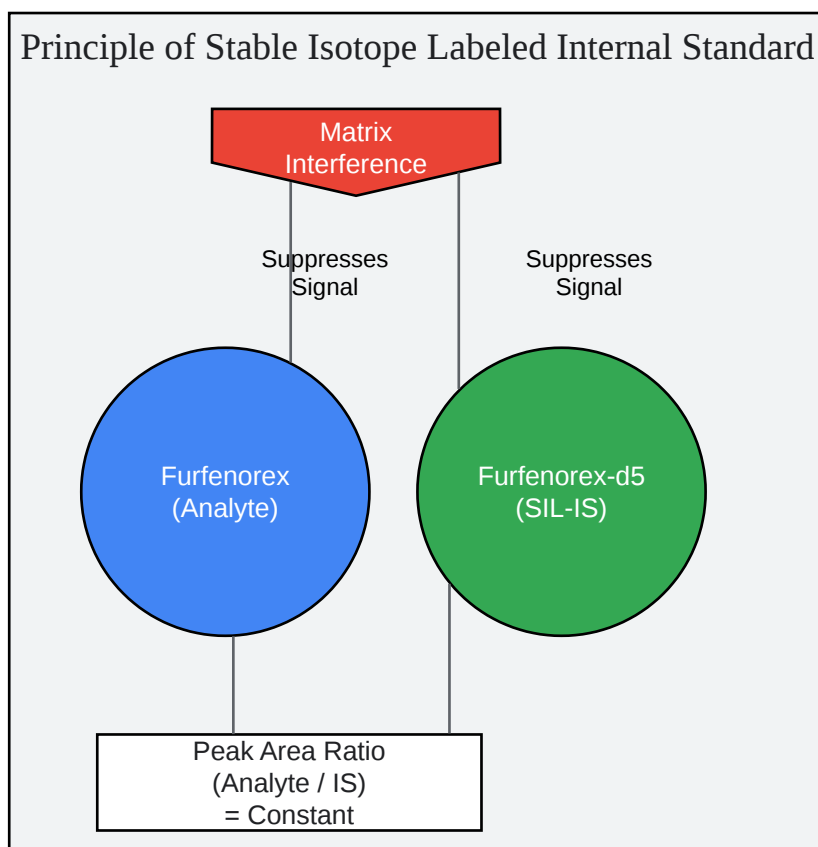 Principle of Stable Isotope Labeled Internal Standard
Matrix
Interference
Suppresses
Signal
Suppresses
Signal
Furfenorex
(Analyte)
Furfenorex-d5
(SIL-IS)
Peak Area Ratio
(Analyte / IS)
= Constant